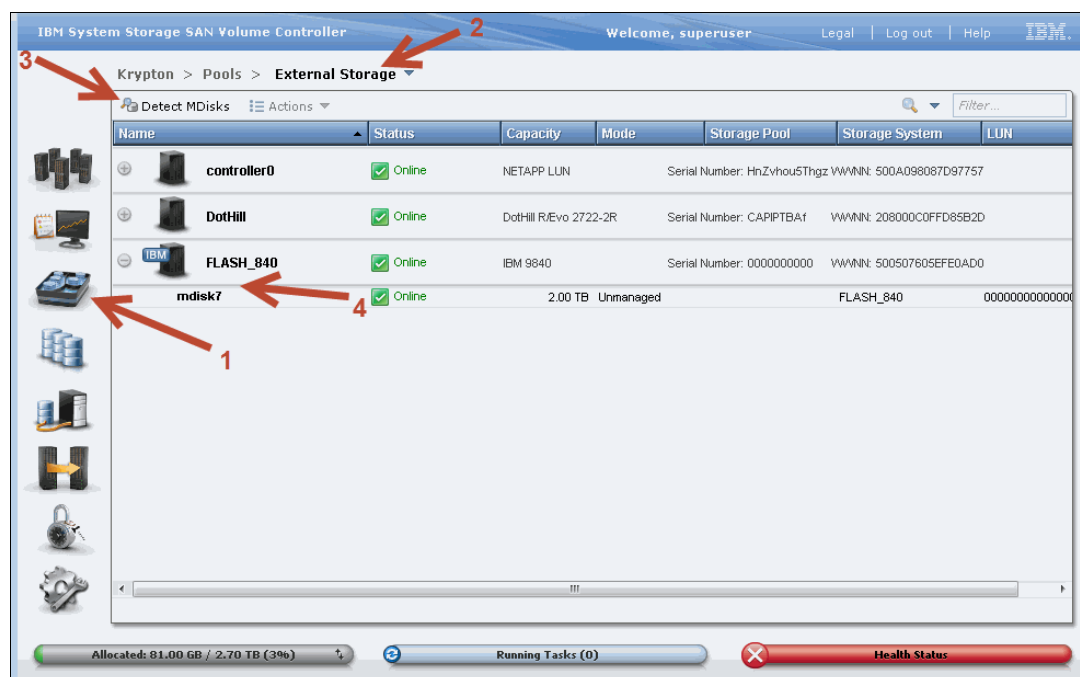 IBM System Storage SAN Volume Controller Welcome, superuser Legal | Log out | Help IBM.
2
3
Krypton > Pools > External Storage
Detect MDisks Actions Filter...
Name Status Capacity Mode Storage Pool Storage System LUN
controller0 Online NETAPP LUN Serial Number: HnZvhou5Thgz WWNN: 500A098087D97757
DotHill Online DotHill R/Evo 2722-2R Serial Number: CAPIPTBAf WWNN: 208000C0FFD85B2D
IBM FLASH_840 Online IBM 9840 Serial Number: 0000000000 WWNN: 500507605EFE0AD0
mdisk7 Online 2.00 TB Unmanaged FLASH_840
4
1
Allocated: 81.00 GB / 2.70 TB (3%) Running Tasks (0) Health Status